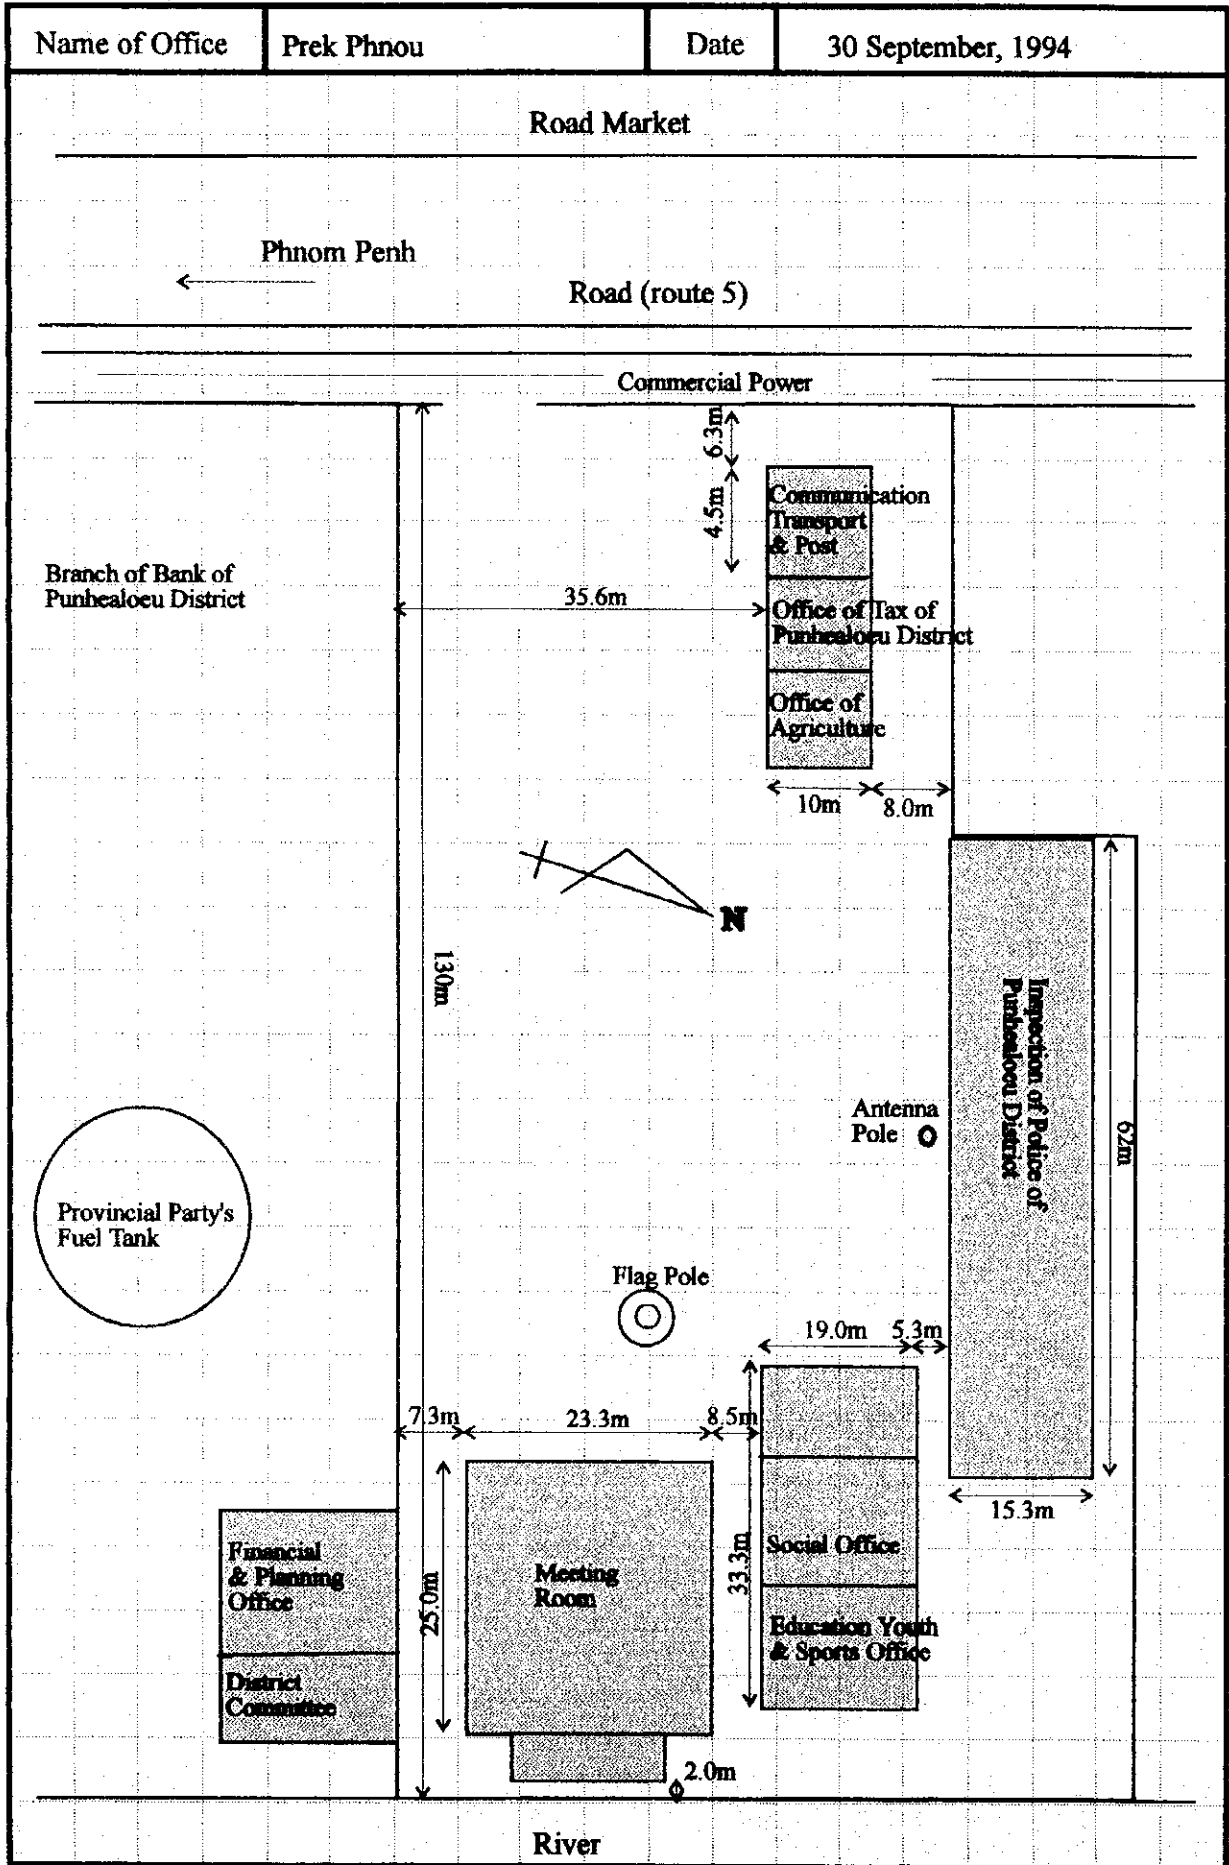 Name of Office
Prek Phnou
Date
30 September, 1994
Road Market
Phnom Penh
Road (route 5)
Commercial Power
6.3m
4.5m
Communication
Transport
& Post
Branch of Bank of
Punhealoeu District
35.6m
Office of Tax of
Punhealoeu District
Office of
Agriculture
10m
8.0m
N
130m
Inspection of Police of
Punhealoeu District
62m
Antenna
Pole
Provincial Party's
Fuel Tank
Flag Pole
19.0m
5.3m
7.3m
23.3m
8.5m
15.3m
Financial
& Planning
Office
25.0m
Meeting
Room
33.3m
Social Office
Education Youth
& Sports Office
District
Committee
2.0m
River